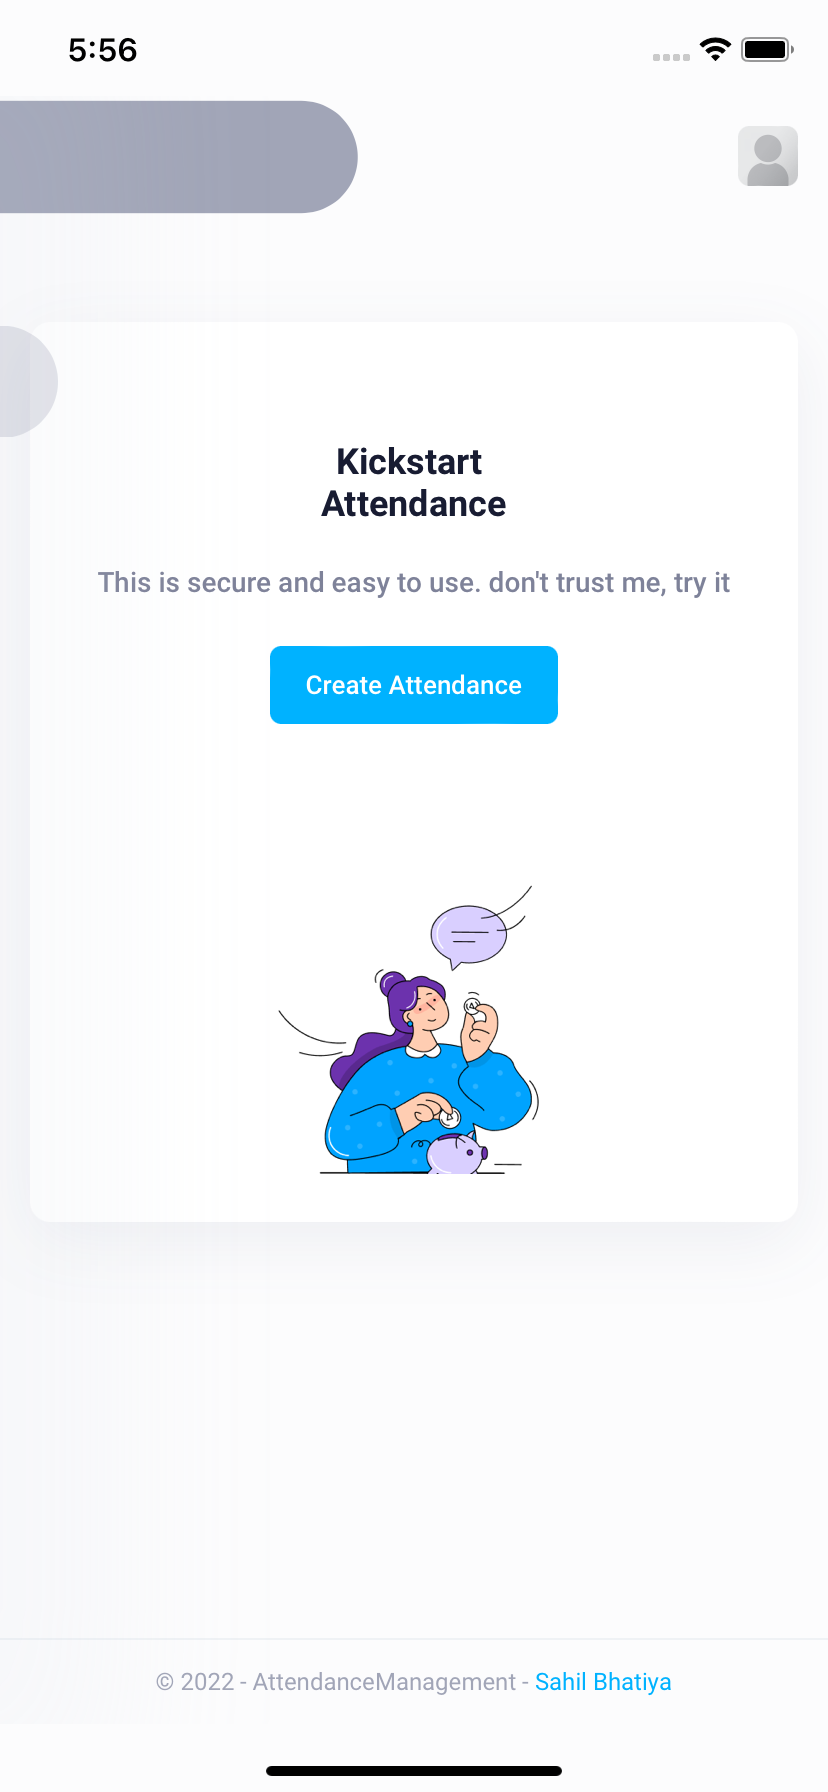 5:56
Kickstart
Attendance
This is secure and easy to use. don't trust me, try it
Create Attendance
© 2022 - AttendanceManagement - Sahil Bhatiya